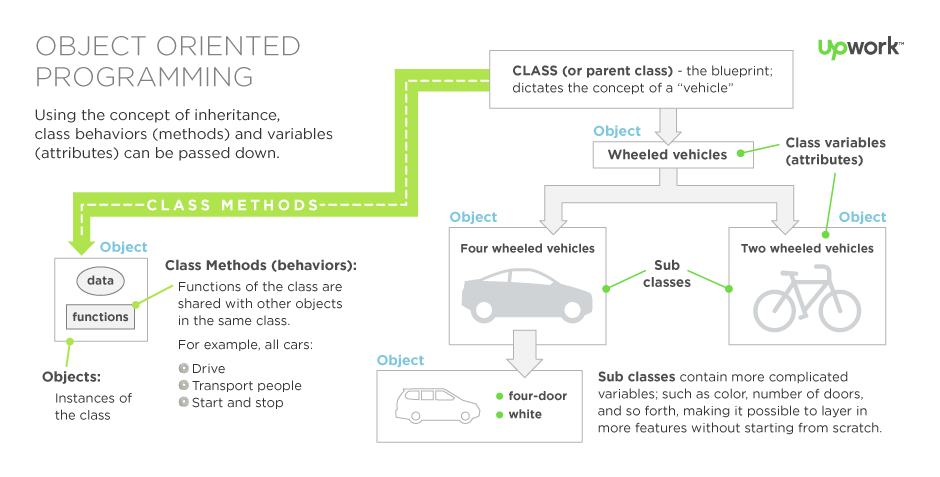 OBJECT ORIENTED
PROGRAMMING
Using the concept of inheritance,
class behaviors (methods) and variables
(attributes) can be passed down.
Upwork™
CLASS (or parent class) - the blueprint;
dictates the concept of a “vehicle”
Object
Wheeled vehicles
Class variables
(attributes)
CLASS METHODS
Object
data
functions
Objects:
Instances of
the class
Class Methods (behaviors):
Functions of the class are
shared with other objects
in the same class.
For example, all cars:
Drive
Transport people
Start and stop
Object
Four wheeled vehicles
Sub
classes
Object
Two wheeled vehicles
Object
four-door
white
Sub classes contain more complicated
variables; such as color, number of doors,
and so forth, making it possible to layer in
more features without starting from scratch.